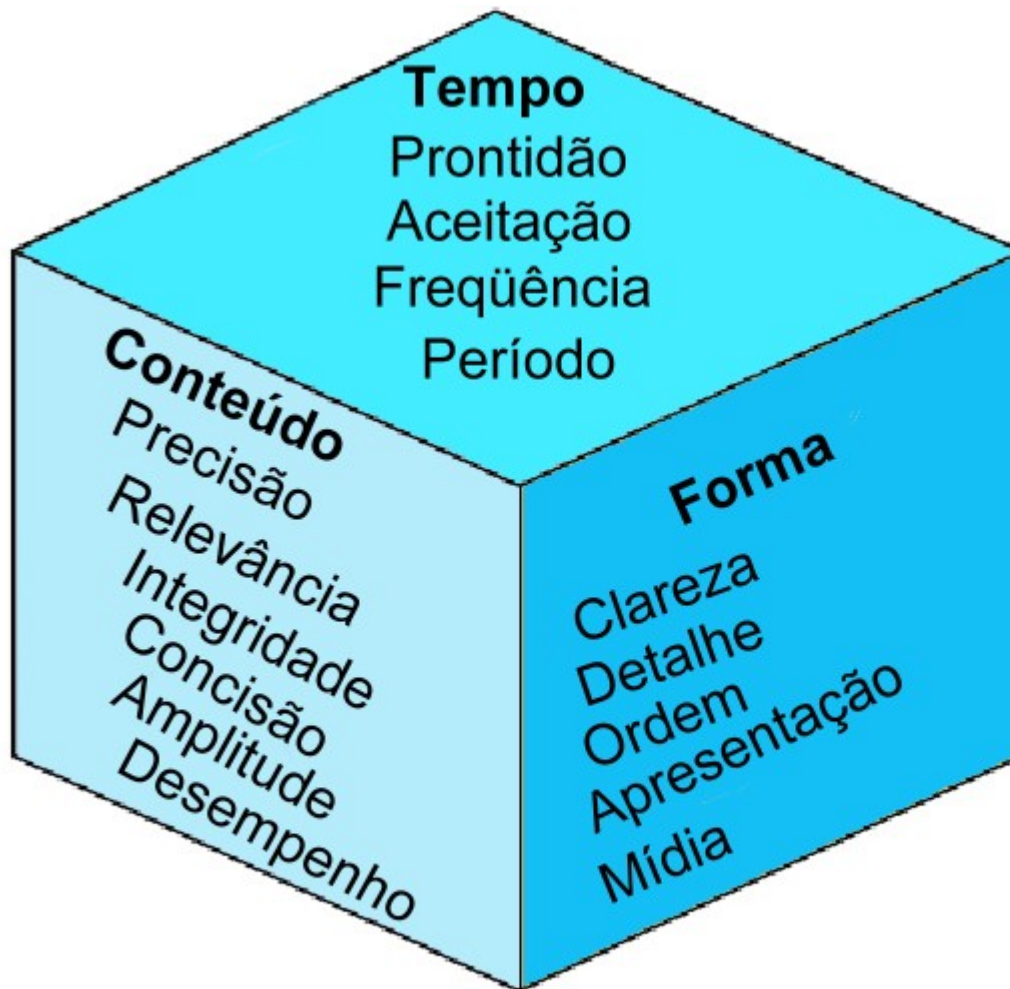 Tempo
Prontidão
Aceitação
Freqüência
Período
Conteúdo
Precisão
Relevância
Integridade
Concisão
Amplitude
Desempenho
Forma
Clareza
Detalhe
Ordem
Apresentação
Mídia